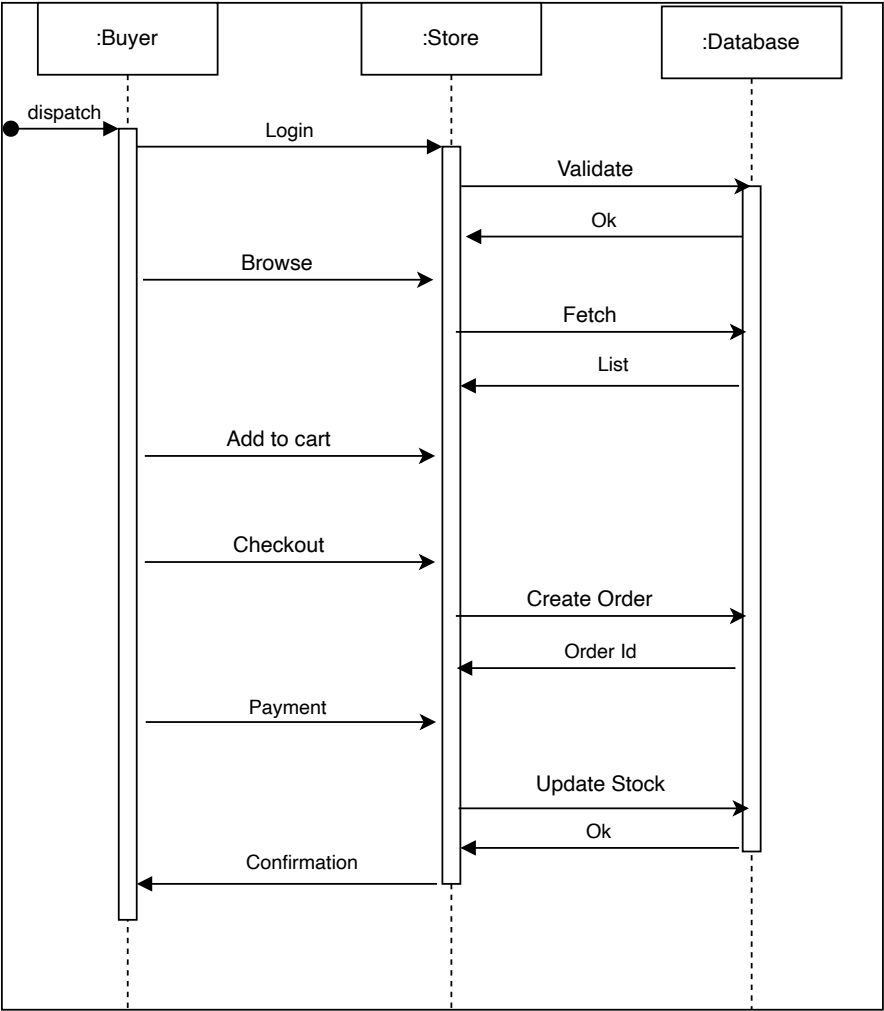 :Buyer
:Store
:Database
dispatch
Login
Validate
Ok
Browse
Fetch
List
Add to cart
Checkout
Create Order
Order Id
Payment
Update Stock
Ok
Confirmation